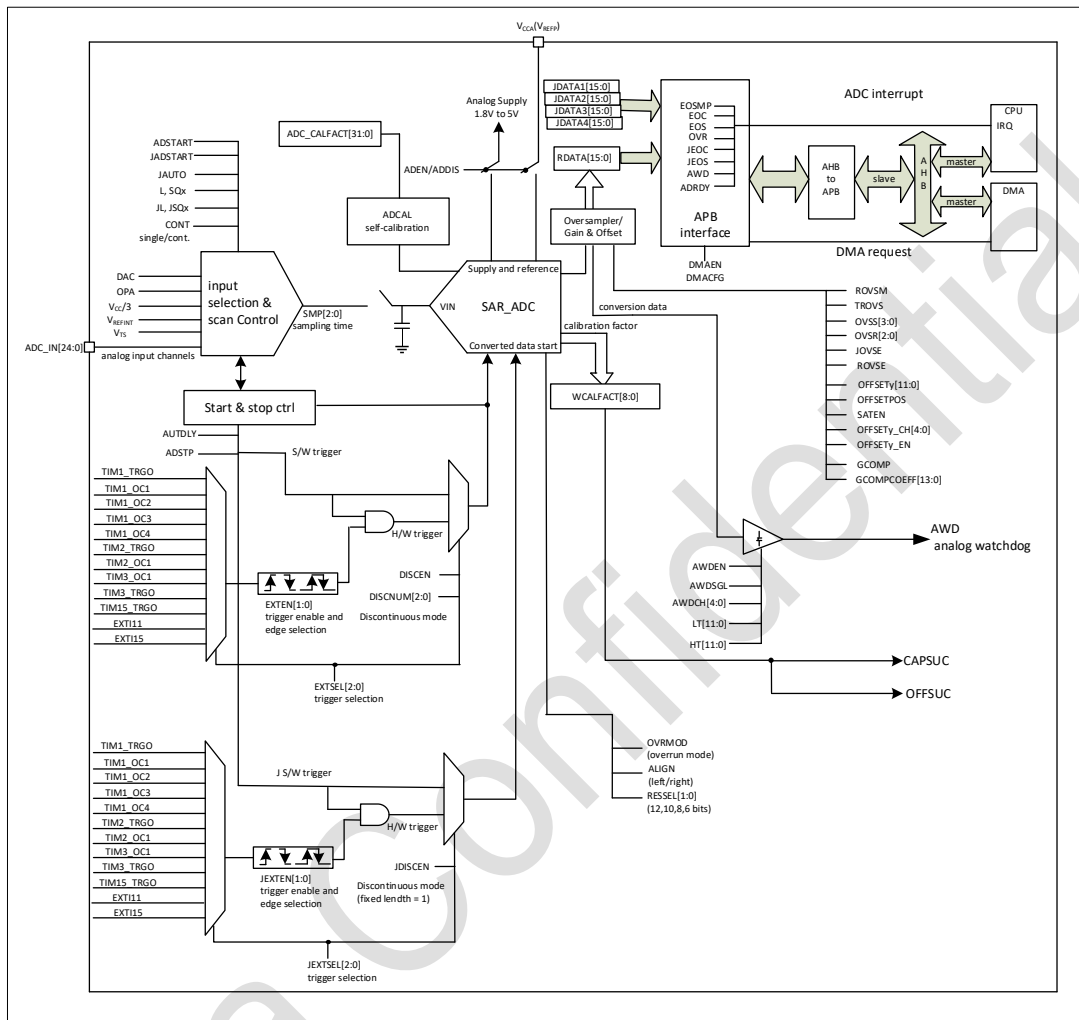 VCCA(VREFP)
JDATA1[15:0]
JDATA2[15:0]
JDATA3[15:0]
JDATA4[15:0]
RDATA[15:0]
Analog Supply
1.8V to 5V
ADC_CALFACT[31:0]
ADEN/ADDIS
ADCAL
self-calibration
Oversampler/
Gain & Offset
EOSMP
EOC
EOS
OVR
JEOC
JEOS
AWD
ADRDY
APB
interface
DMAEN
DMACFG
ADC interrupt
AHB
to
APB
slave
A
H
B
master
master
CPU
IRQ
DMA
DMA request
ADSTART
JADSTART
JAUTO
L, SQx
JL, JSQx
CONT
single/cont.
DAC
OPA
VCC/3
VREFINT
VTS
ADC_IN[24:0]
analog input channels
input
selection &
scan Control
SMP[2:0]
sampling time
Supply and reference
VIN
SAR_ADC
Converted data start
conversion data
calibration factor
WCALFACT[8:0]
ROVSM
TROVS
OVSS[3:0]
OVSR[2:0]
JOVSE
ROVSE
OFFSETy[11:0]
OFFSETPOS
SATEN
OFFSETy_CH[4:0]
OFFSETy_EN
GCOMP
GCOMPCOEFF[13:0]
Start & stop ctrl
AUTDLY
ADSTP
S/W trigger
TIM1_TRGO
TIM1_OC1
TIM1_OC2
TIM1_OC3
TIM1_OC4
TIM2_TRGO
TIM2_OC1
TIM3_OC1
TIM3_TRGO
TIM15_TRGO
EXTI11
EXTI15
H/W trigger
EXTEN[1:0]
trigger enable and
edge selection
DISCEN
DISCNUM[2:0]
Discontinuous mode
EXTSEL[2:0]
trigger selection
AWD
analog watchdog
AWDEN
AWDSGL
AWDCH[4:0]
LT[11:0]
HT[11:0]
CAPSUC
OFFSUC
TIM1_TRGO
TIM1_OC1
TIM1_OC2
TIM1_OC3
TIM1_OC4
TIM2_TRGO
TIM2_OC1
TIM3_OC1
TIM3_TRGO
TIM15_TRGO
EXTI11
EXTI15
J S/W trigger
H/W trigger
JEXTEN[1:0]
trigger enable and
edge selection
JDISCEN
Discontinuous mode
(fixed length = 1)
JEXTSEL[2:0]
trigger selection
OVRMOD
(overrun mode)
ALIGN
(left/right)
RESSEL[1:0]
(12,10,8,6 bits)
a Confidential